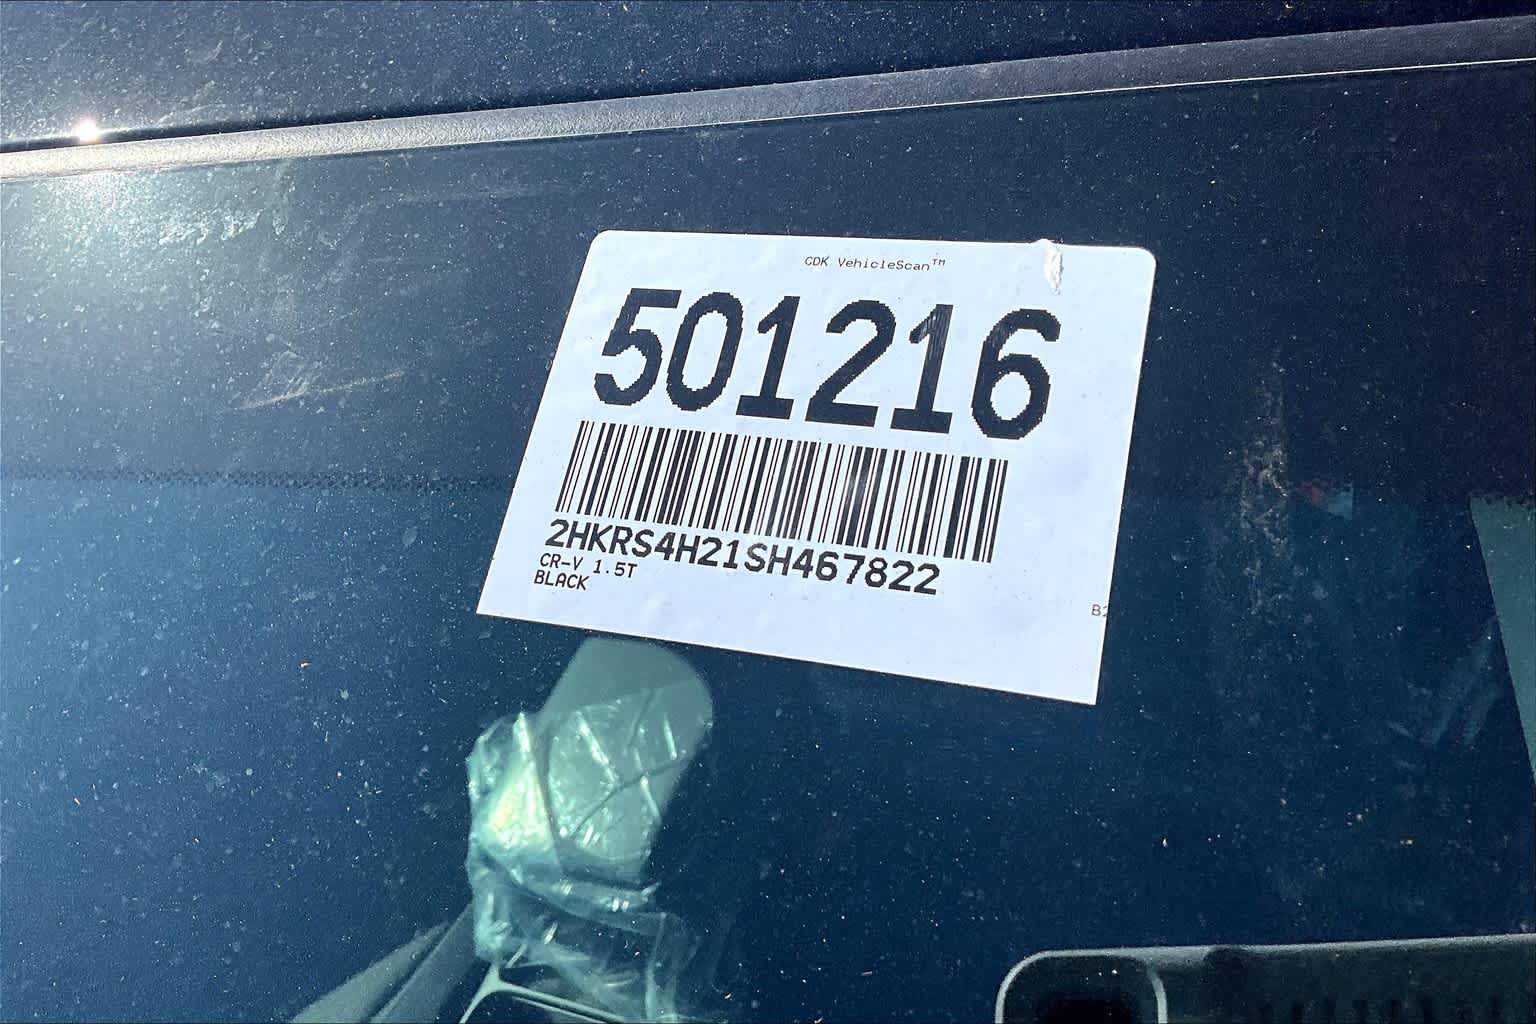 CDK VehicleScan™
501216
2HKRS4H21SH467822
CR-V 1.5T
BLACK